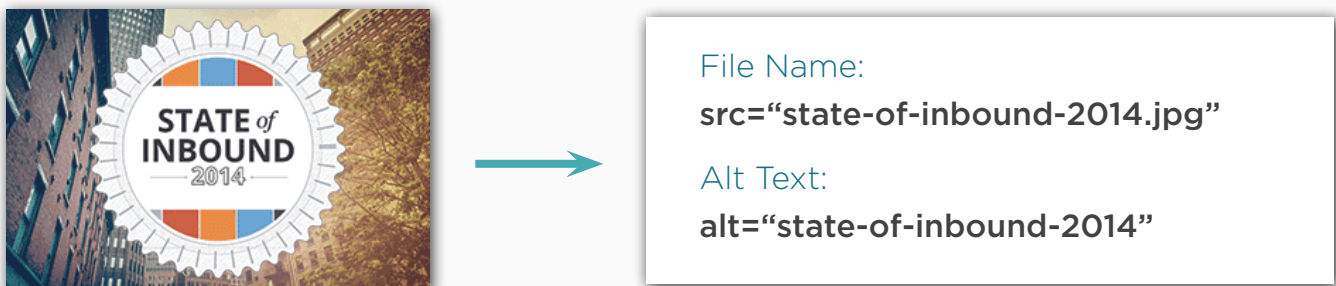 STATE of
INBOUND
2014
File Name:
src=“state-of-inbound-2014.jpg”
Alt Text:
alt=“state-of-inbound-2014”